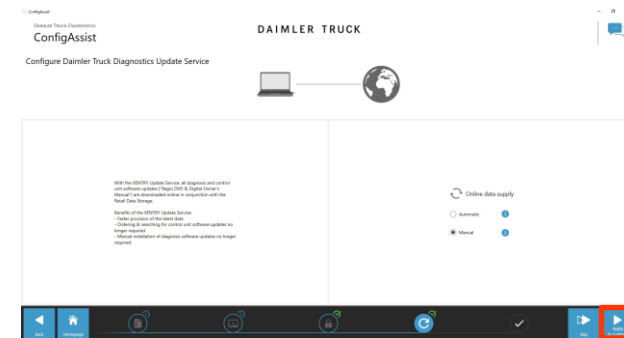 ConfigAssist
Daimler Truck Diagnostics
ConfigAssist
DAIMLER TRUCK
Configure Daimler Truck Diagnostics Update Service
With the XENTRY Update Service, all diagnosis and control
unit software updates ("Regio DVD & Digital Owner's
Manual") are downloaded online in conjunction with the
Retail Data Storage.
Benefits of the XENTRY Update Service:
- Faster provision of the latest data
- Ordering & searching for control unit software updates no
longer required
- Manual installation of diagnosis software updates no longer
required
Online data supply
Automatic
Manual
Back
Homepage
Skip
Apply